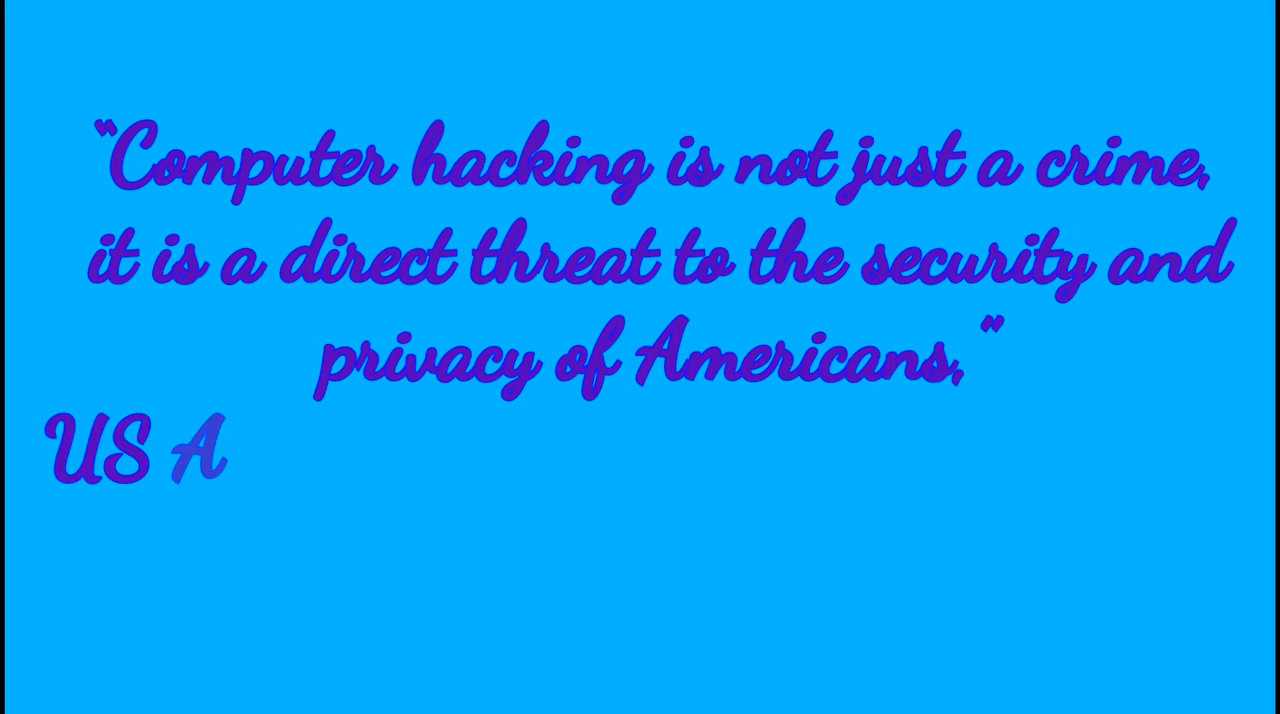 “Computer hacking is not just a crime,
it is a direct threat to the security and
privacy of Americans,”
US A